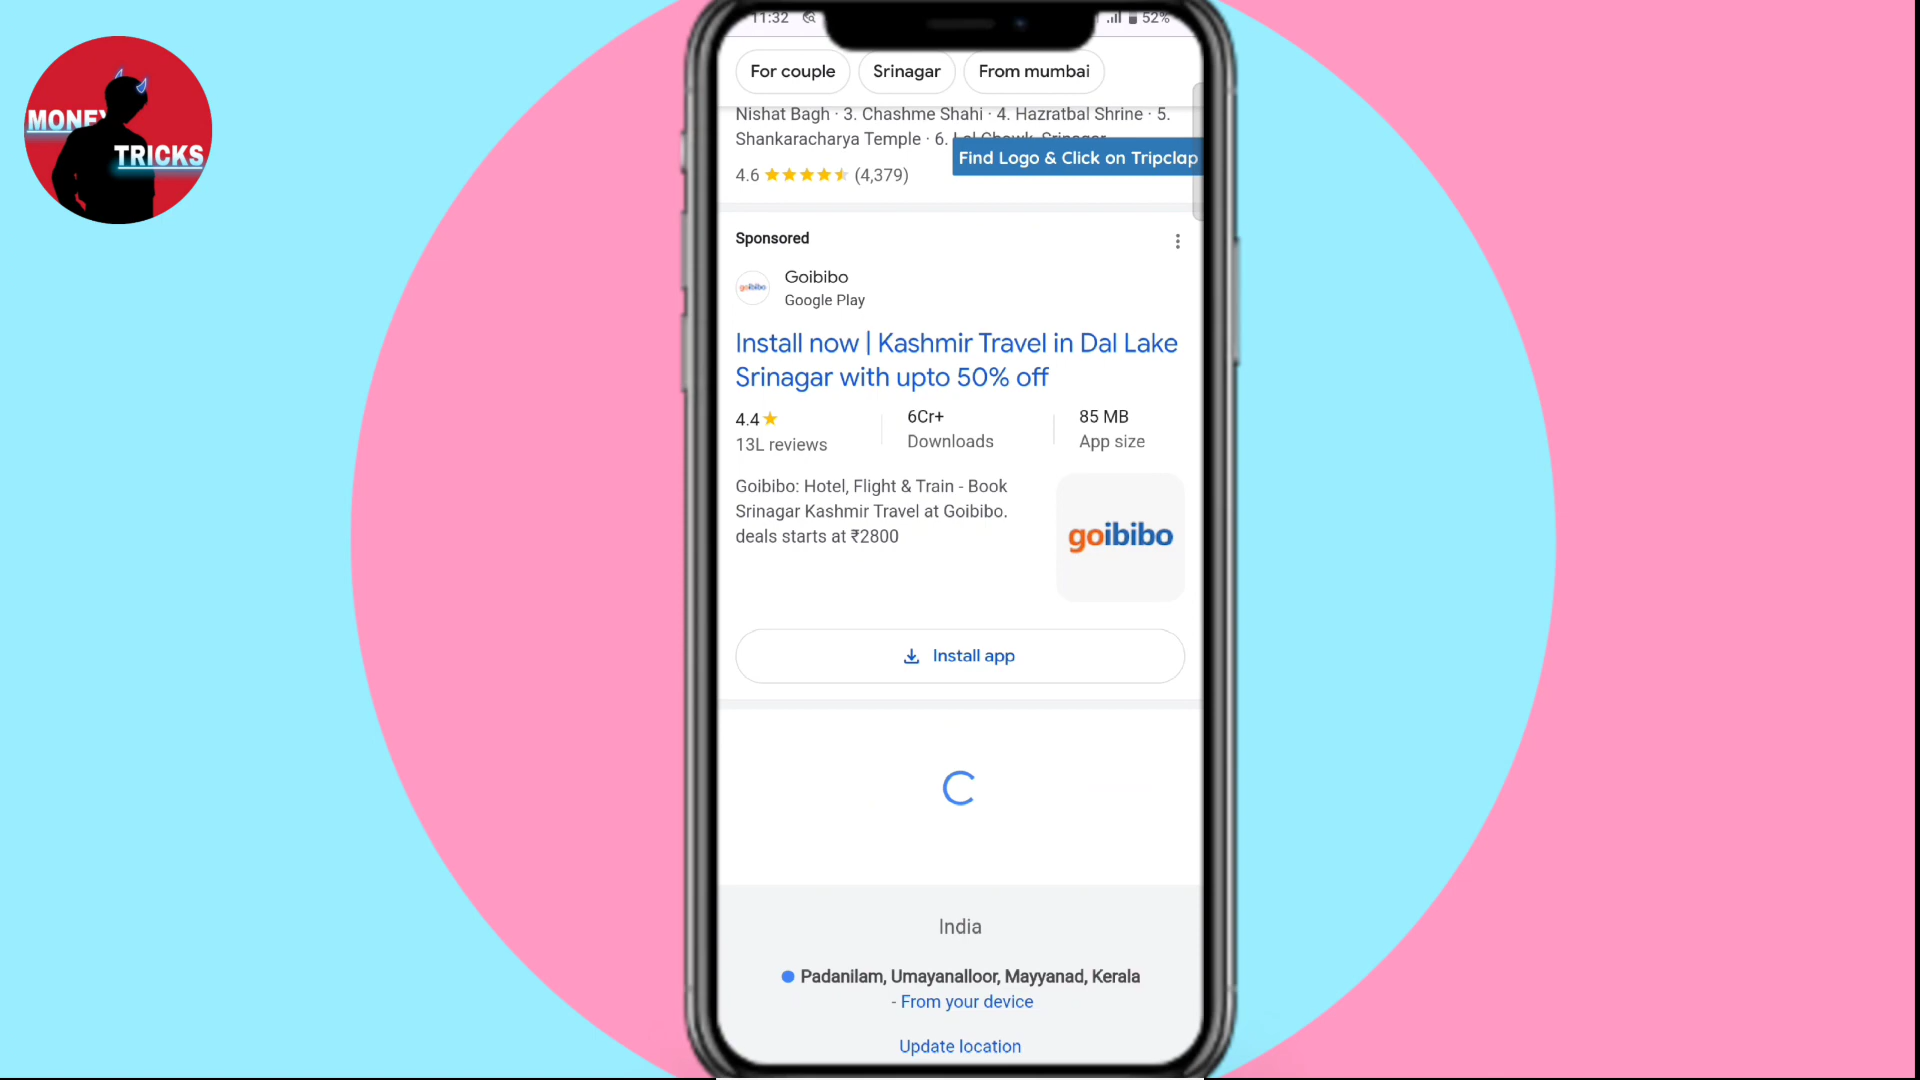 MONEY
TRICKS
11:32
52%
For couple
Srinagar
From mumbai
Nishat Bagh · 3. Chashme Shahi · 4. Hazratbal Shrine · 5.
Shankaracharya Temple · 6. Lal Chowk, Srinagar
Find Logo & Click on Tripclap
4.6 (4,379)
Sponsored
goibibo
Goibibo
Google Play
Install now | Kashmir Travel in Dal Lake
Srinagar with upto 50% off
4.4
13L reviews
6Cr+
Downloads
85 MB
App size
Goibibo: Hotel, Flight & Train - Book
Srinagar Kashmir Travel at Goibibo.
deals starts at ₹2800
goibibo
Install app
India
Padanilam, Umayanalloor, Mayyanad, Kerala
- From your device
Update location